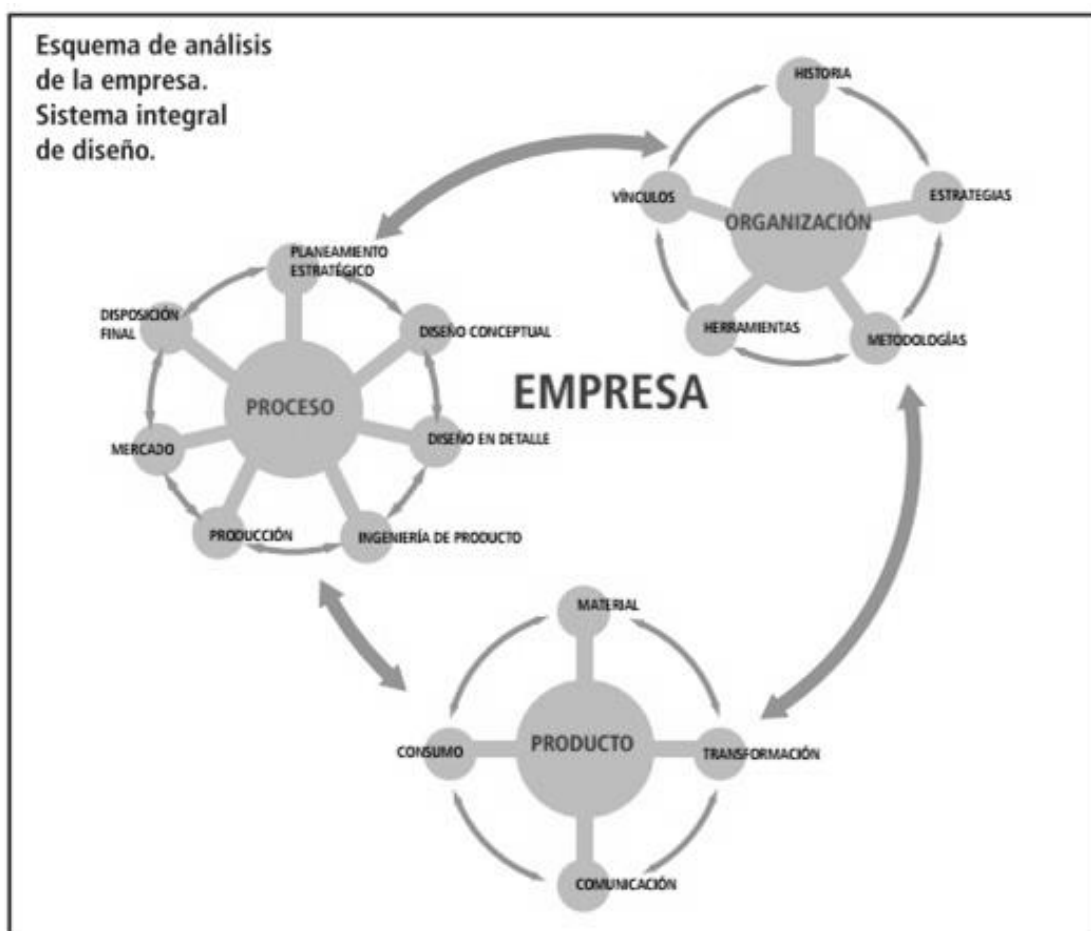 Esquema de análisis
de la empresa.
Sistema integral
de diseño.
HISTORIA
VÍNCULOS
ESTRATEGIAS
ORGANIZACIÓN
HERRAMIENTAS
METODOLOGÍAS
PLANEAMIENTO
ESTRATÉGICO
DISPOSICIÓN
FINAL
DISEÑO CONCEPTUAL
PROCESO
EMPRESA
MERCADO
DISEÑO EN DETALLE
PRODUCCIÓN
INGENIERÍA DE PRODUCTO
MATERIAL
CONSUMO
PRODUCTO
TRANSFORMACIÓN
COMUNICACIÓN